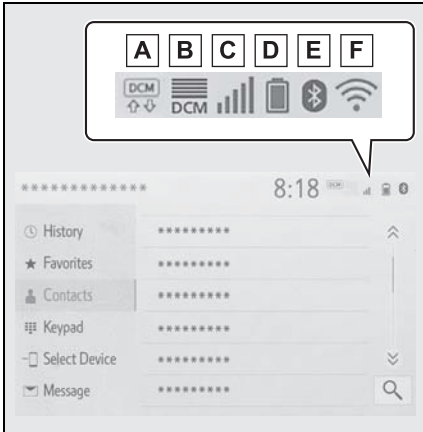 A B C D E F
DCM DCM
************* 8:18 DCM
History *********
Favorites *********
Contacts *********
Keypad *********
Select Device *********
Message *********